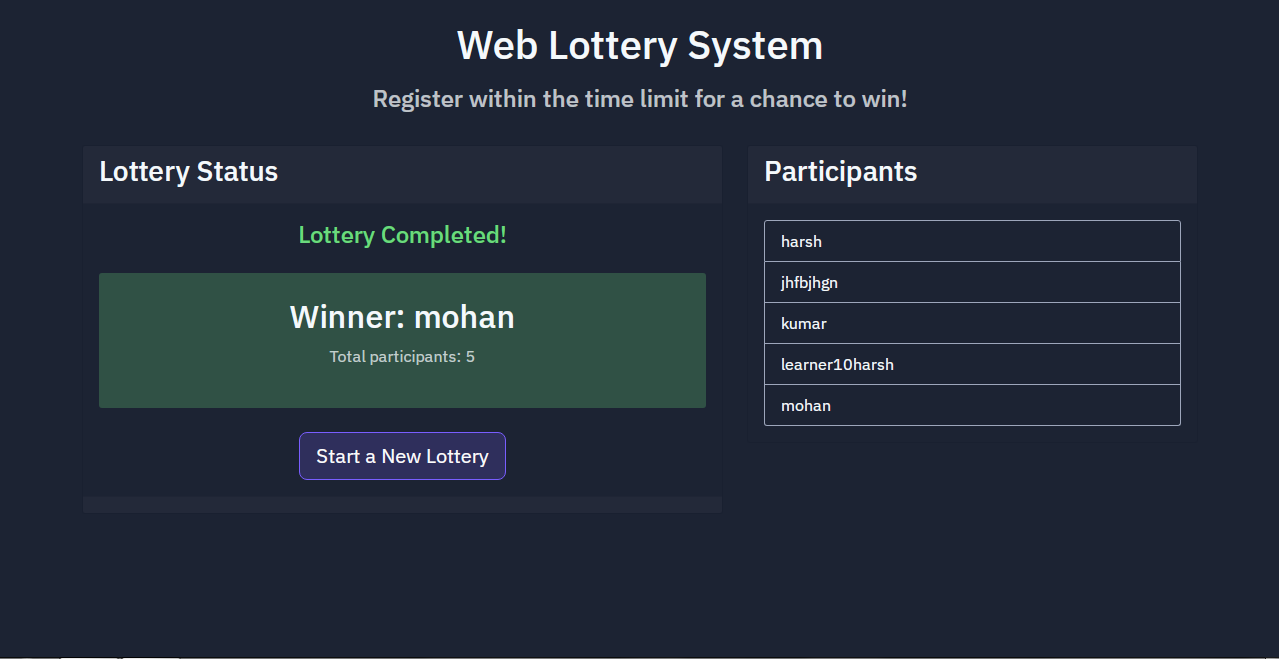 Web Lottery System
Register within the time limit for a chance to win!
Lottery Status
Lottery Completed!
Winner: mohan
Total participants: 5
Start a New Lottery
Participants
harsh
jhfbjhgn
kumar
learner10harsh
mohan